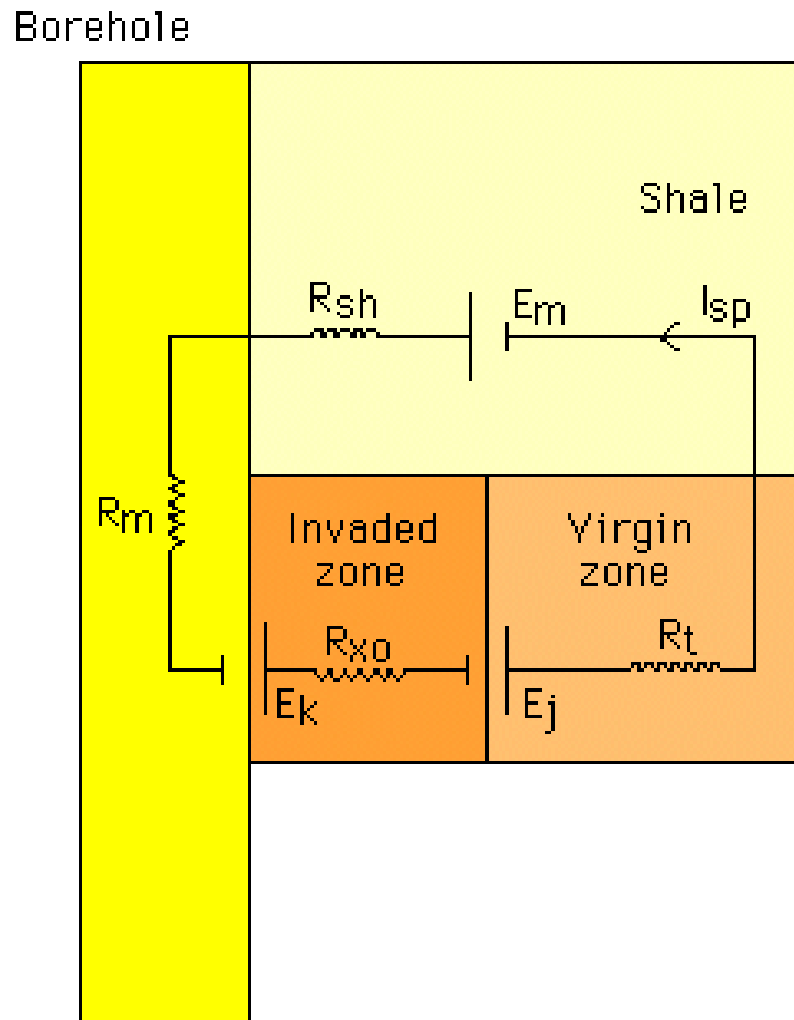 Borehole
Shale
Rsh
Em
Isp
Rm
Invaded
zone
Virgin
zone
Rxo
Rt
Ek
Ej